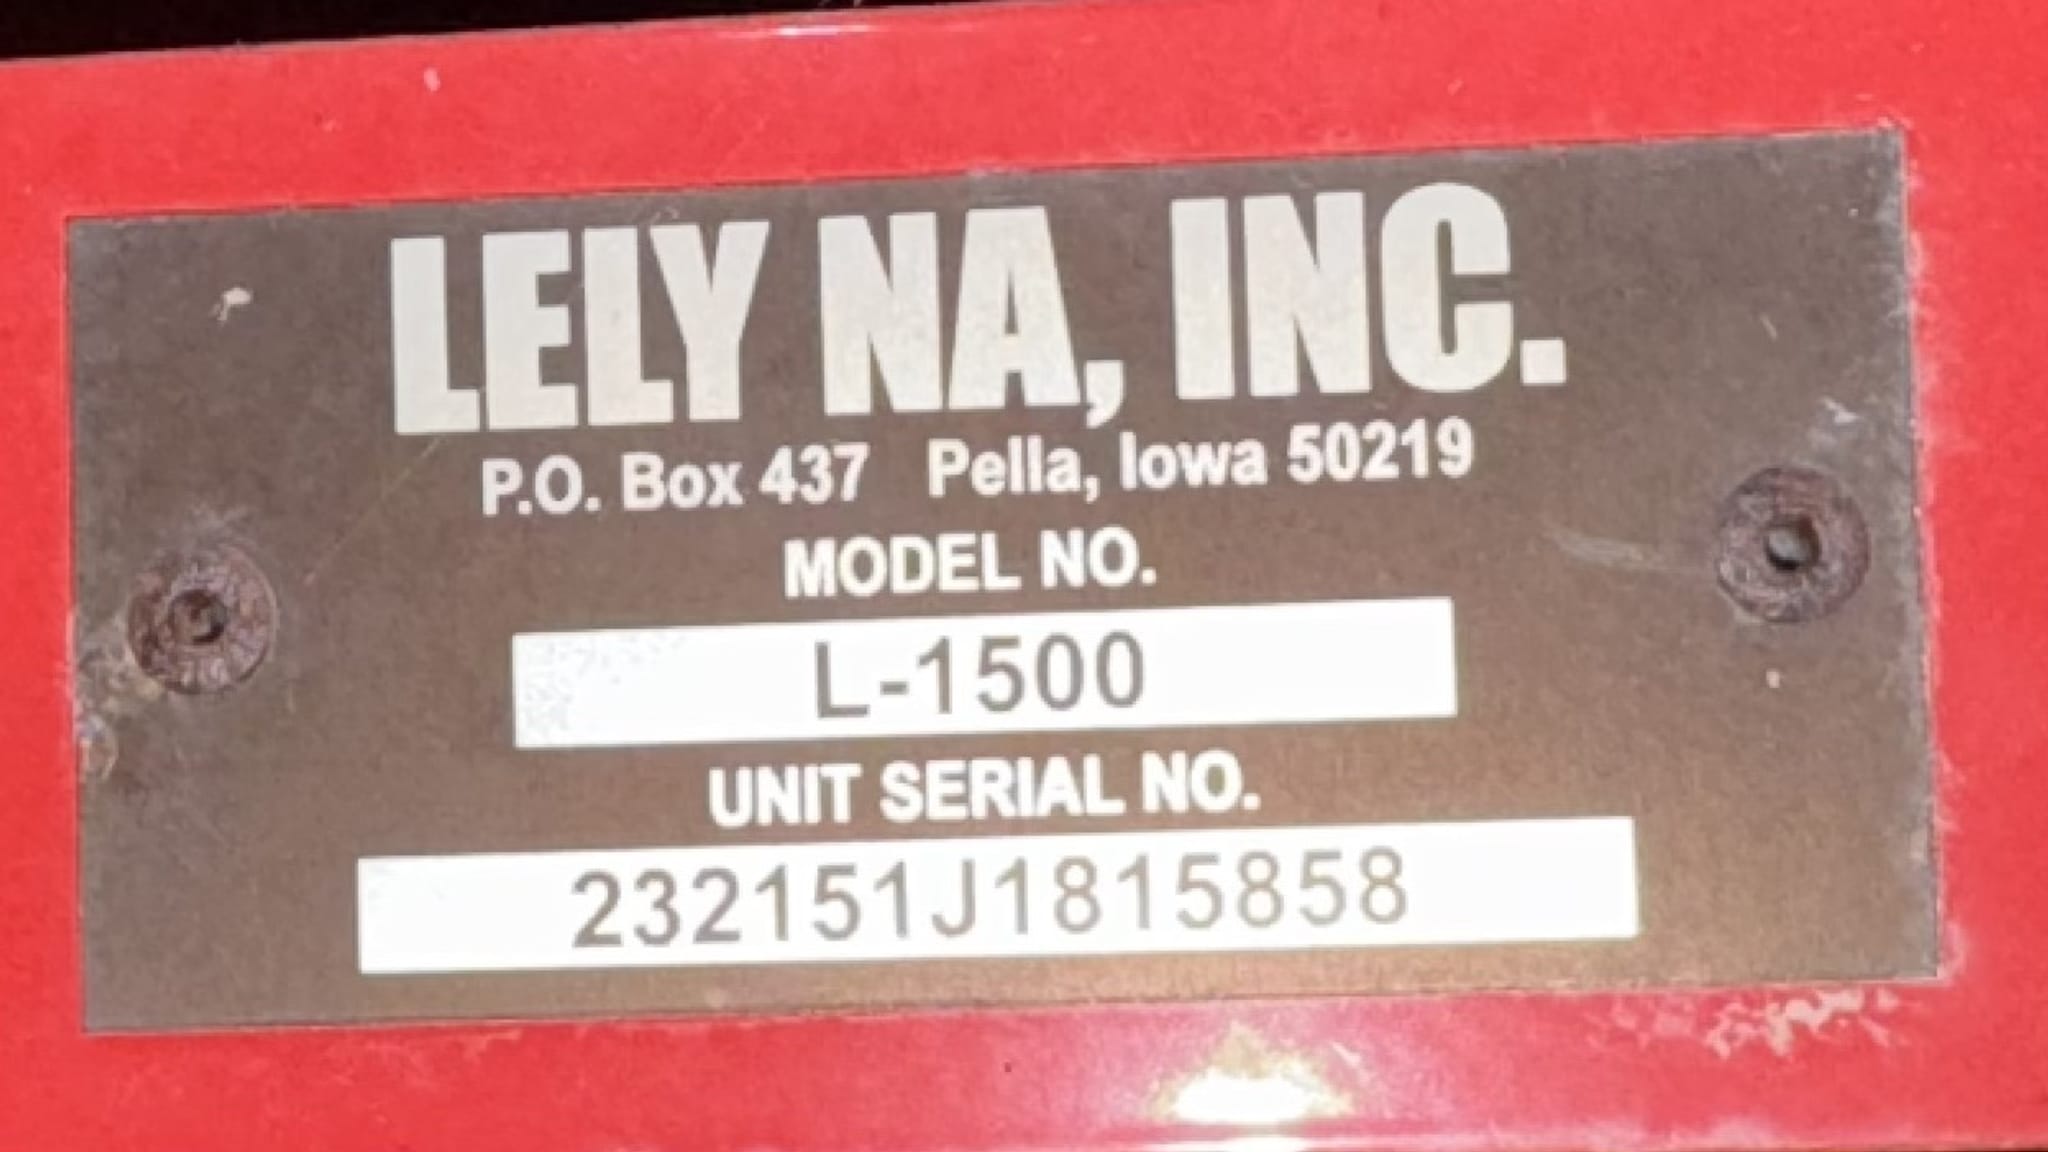 LELY NA, INC.
P.O. Box 437 Pella, Iowa 50219
MODEL NO.
L-1500
UNIT SERIAL NO.
232151J1815858